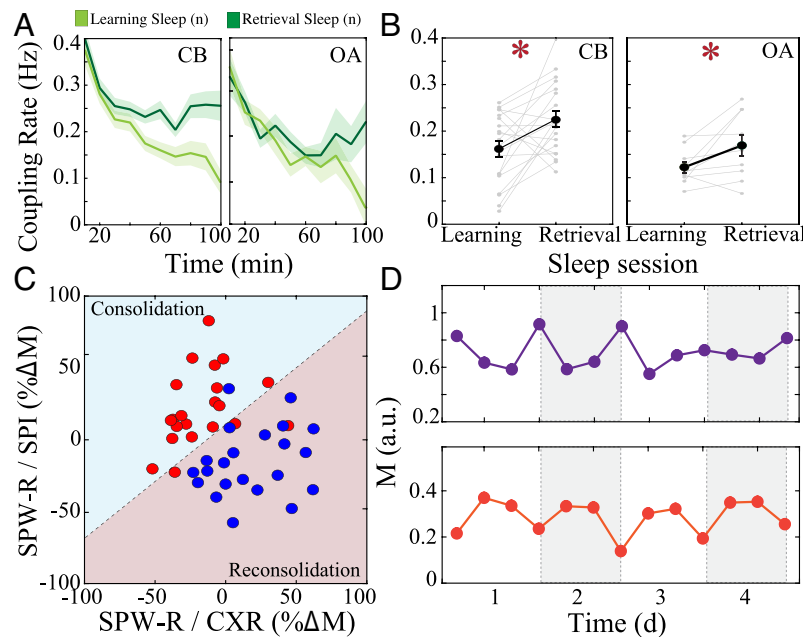 A
Learning Sleep (n)
Retrieval Sleep (n)
B
CB
OA
CB
OA
*
*
Coupling Rate (Hz)
0.4
0.3
0.2
0.1
0
20
60
100
20
60
100
Time (min)
0.4
0.3
0.2
0.1
0
Learning
Retrieval
Learning
Retrieval
Sleep session
C
Consolidation
Reconsolidation
SPW-R / SPI (%ΔM)
100
50
0
-50
-100
-100
-50
0
50
100
SPW-R / CXR (%ΔM)
D
M (a.u.)
1
0.6
0.2
0.4
0
1
2
3
4
Time (d)